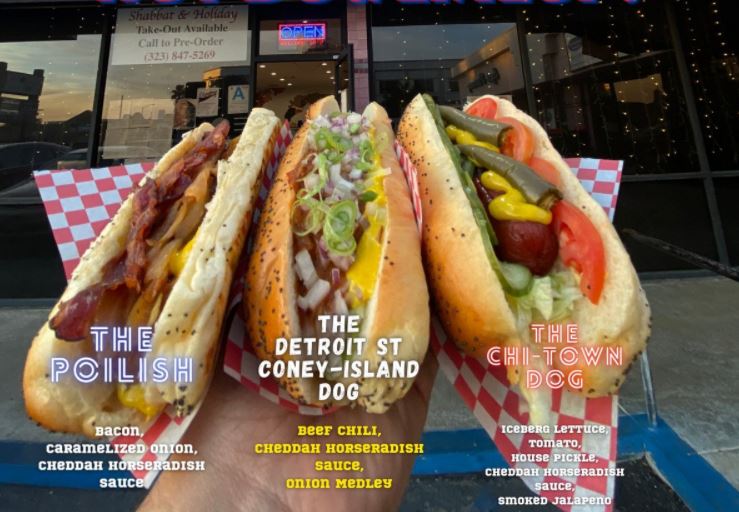 Shabbat & Holiday
Take-Out Available
Call to Pre-Order
(323) 847-5269
OPEN
A
THE
POILISH
BACON,
CARAMELIZED ONION,
CHEDDAH HORSERADISH
SAUCE
THE
DETROIT ST
CONEY-ISLAND
DOG
BEEF CHILI,
CHEDDAH HORSERADISH
SAUCE,
ONION MEDLEY
THE
CHI-TOWN
DOG
ICEBERG LETTUCE,
TOMATO,
HOUSE PICKLE,
CHEDDAH HORSERADISH
SAUCE,
SMOKED JALAPENO